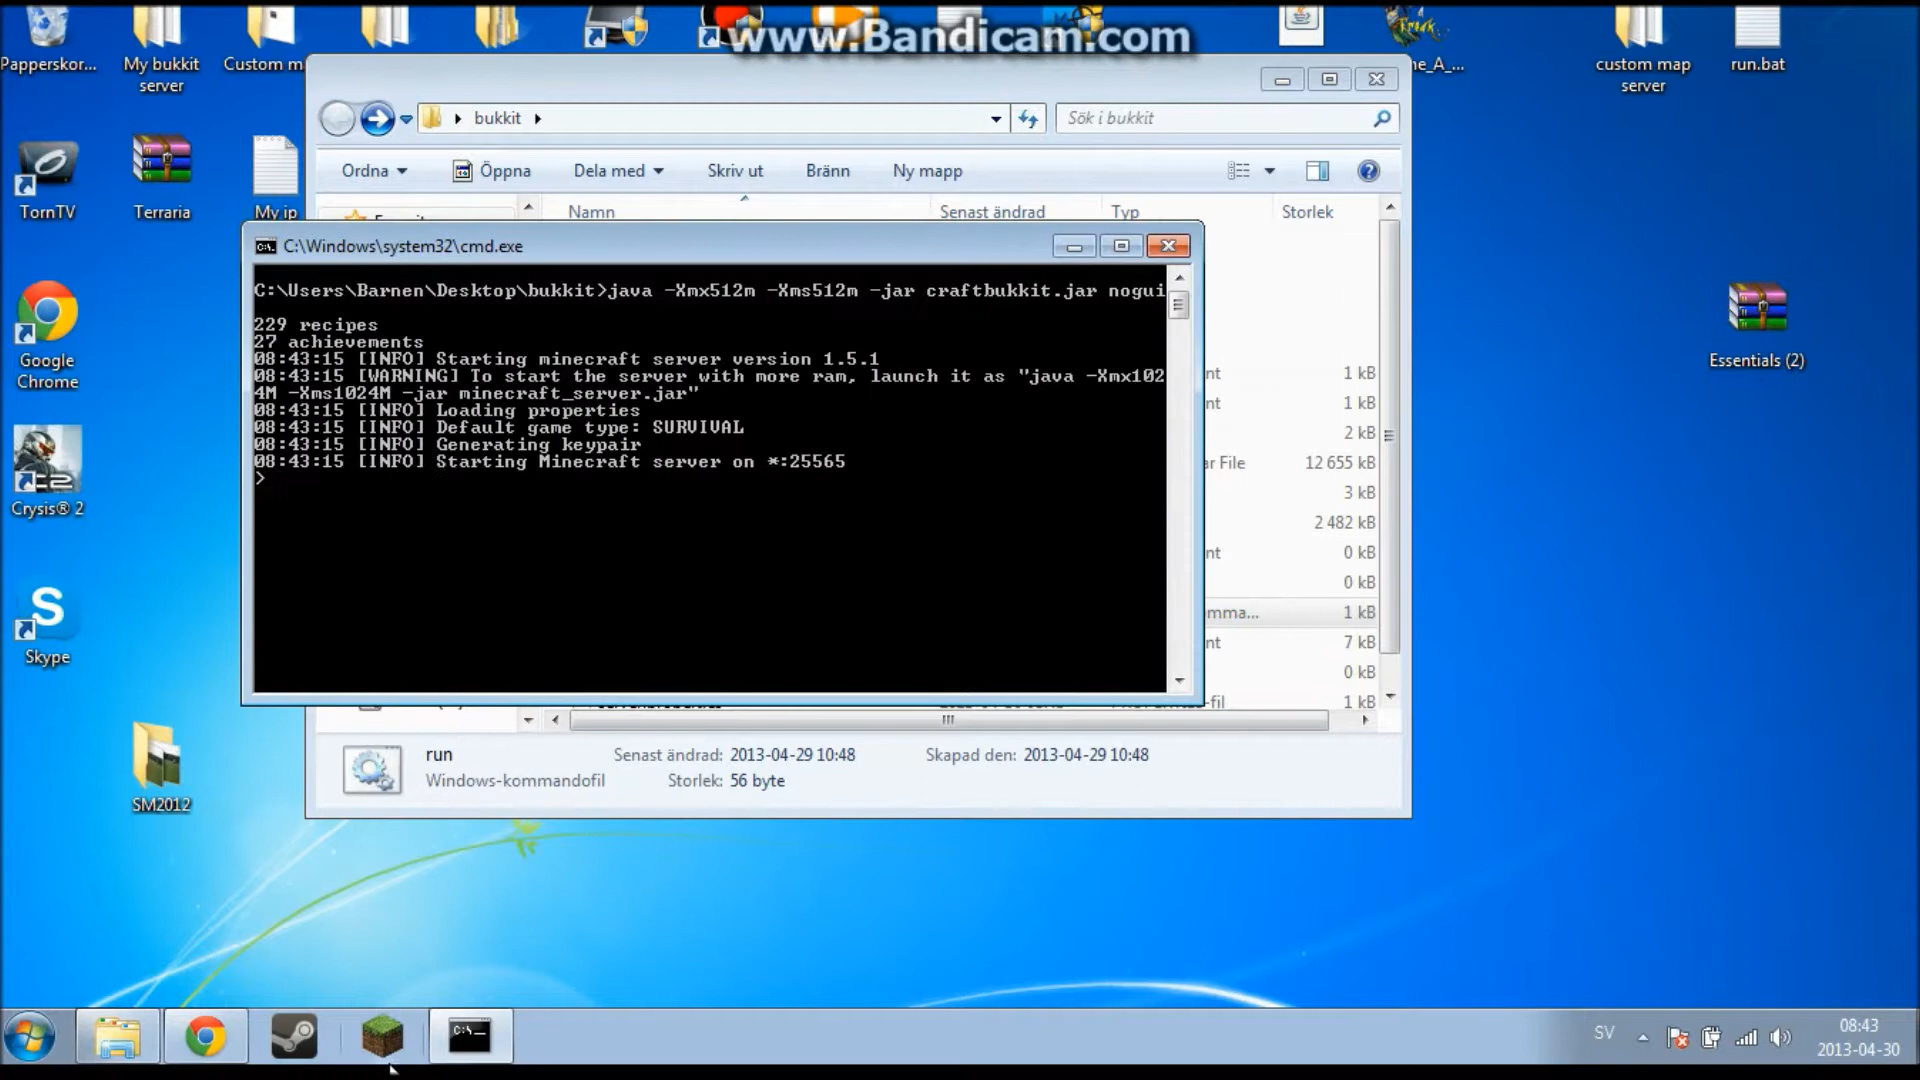 www.Bandicam.com
Papperskor...
My bukkit
server
Custom m
ne_A_...
custom map
server
run.bat
bukkit
Sök i bukkit
Ordna
Öppna
Dela med
Skriv ut
Bränn
Ny mapp
TornTV
Terraria
My ip
Namn
Senast ändrad
Typ
Storlek
C:\Windows\system32\cmd.exe
C:\Users\Barnen\Desktop\bukkit>java -Xmx512m -Xms512m -jar craftbukkit.jar nogui
229 recipes
27 achievements
08:43:15 [INFO] Starting minecraft server version 1.5.1
08:43:15 [WARNING] To start the server with more ram, launch it as "java -Xmx102
4M -Xms1024M -jar minecraft_server.jar"
08:43:15 [INFO] Loading properties
08:43:15 [INFO] Default game type: SURVIVAL
08:43:15 [INFO] Generating keypair
08:43:15 [INFO] Starting Minecraft server on *:25565
>
nt 1 kB
nt 1 kB
2 kB
ar File 12 655 kB
3 kB
2 482 kB
nt 0 kB
0 kB
mma... 1 kB
nt 7 kB
0 kB
-fil 1 kB
Google
Chrome
Essentials (2)
Crysis® 2
Skype
SM2012
run
Senast ändrad: 2013-04-29 10:48
Skapad den: 2013-04-29 10:48
Windows-kommandofil
Storlek: 56 byte
SV
08:43
2013-04-30